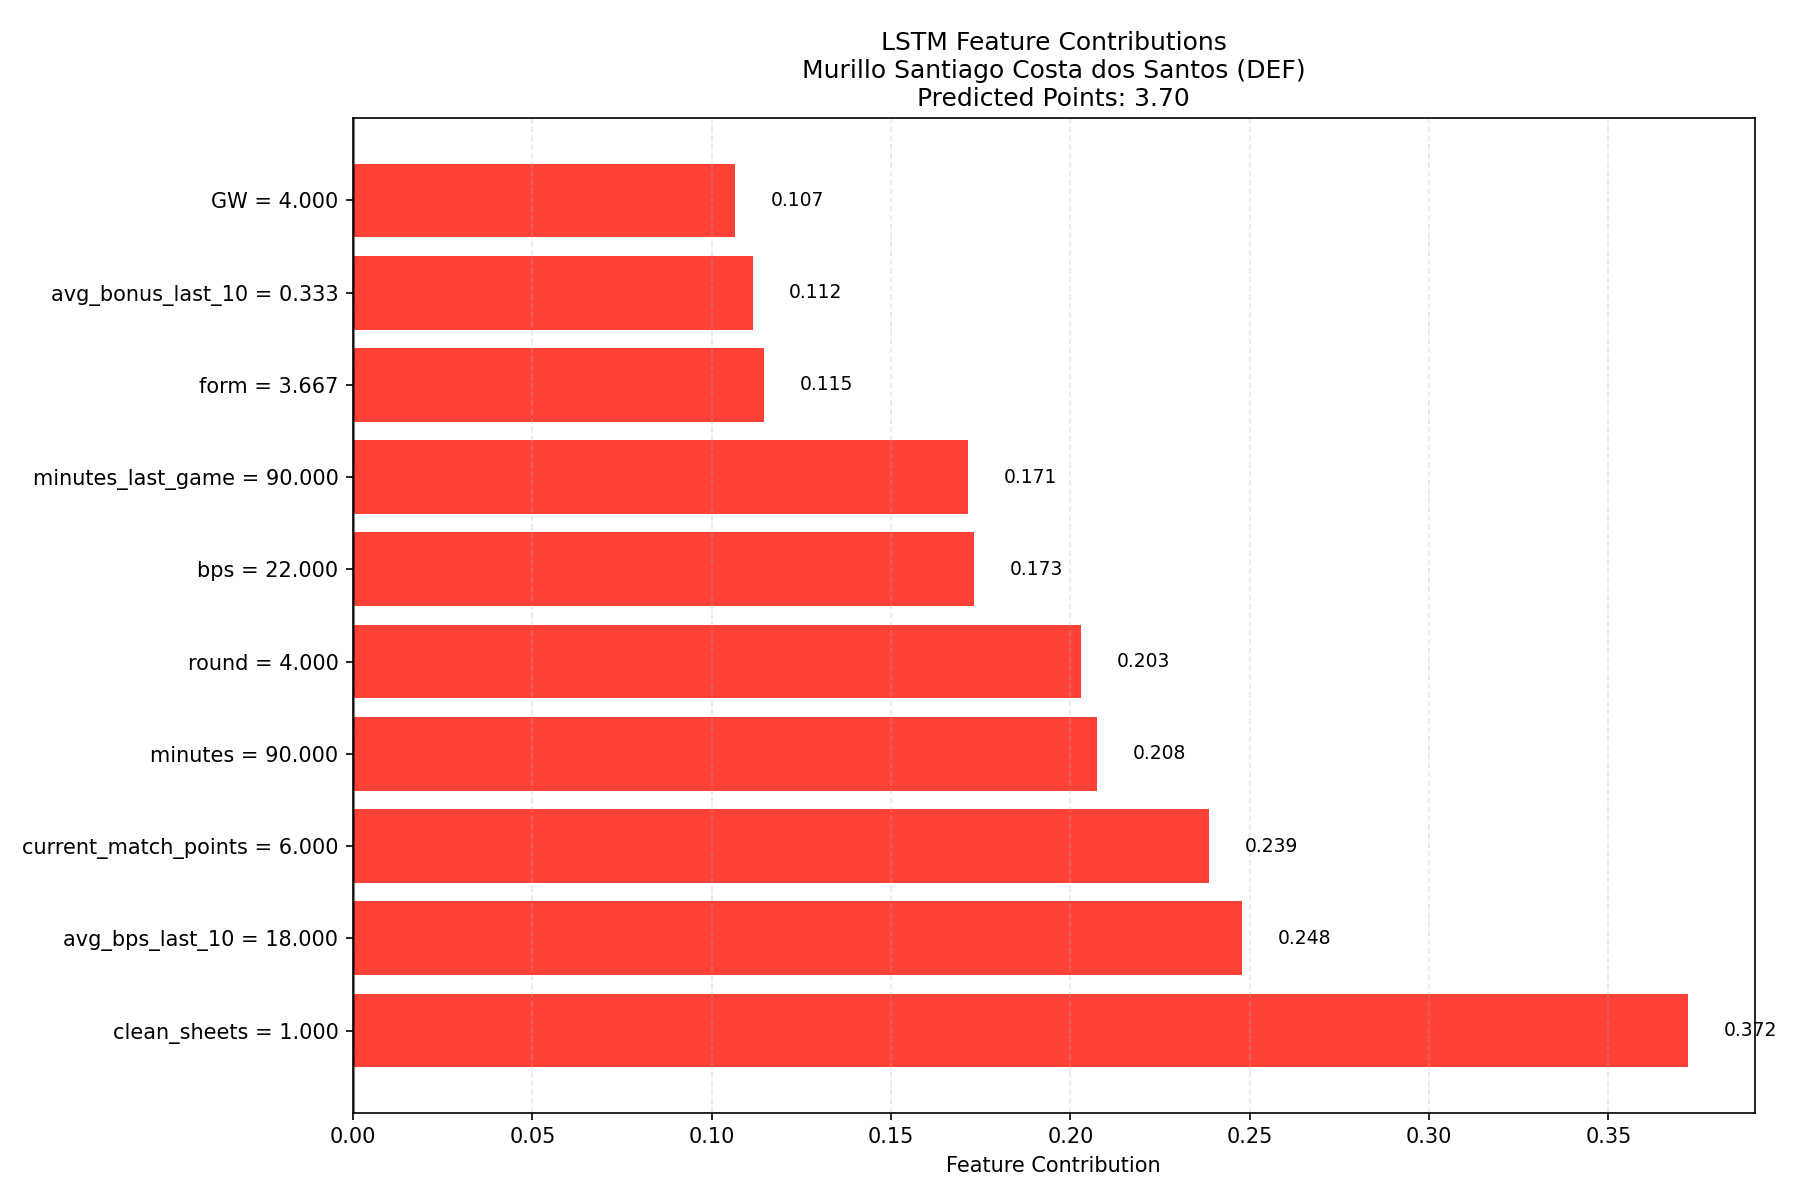 LSTM Feature Contributions
Murillo Santiago Costa dos Santos (DEF)
Predicted Points: 3.70
GW = 4.000
0.107
avg_bonus_last_10 = 0.333
0.112
form = 3.667
0.115
minutes_last_game = 90.000
0.171
bps = 22.000
0.173
round = 4.000
0.203
minutes = 90.000
0.208
current_match_points = 6.000
0.239
avg_bps_last_10 = 18.000
0.248
clean_sheets = 1.000
0.372
0.00 0.05 0.10 0.15 0.20 0.25 0.30 0.35
Feature Contribution